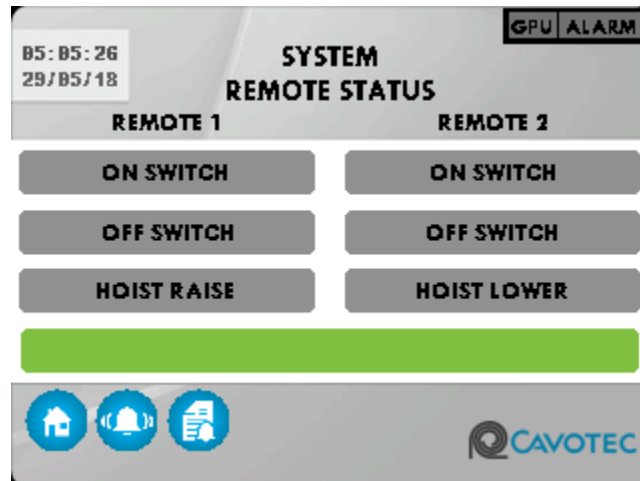 GPU ALARM
05:05:26
29/05/18
SYSTEM
REMOTE STATUS
REMOTE 1 REMOTE 2
ON SWITCH ON SWITCH
OFF SWITCH OFF SWITCH
HOIST RAISE HOIST LOWER
CAVOTEC